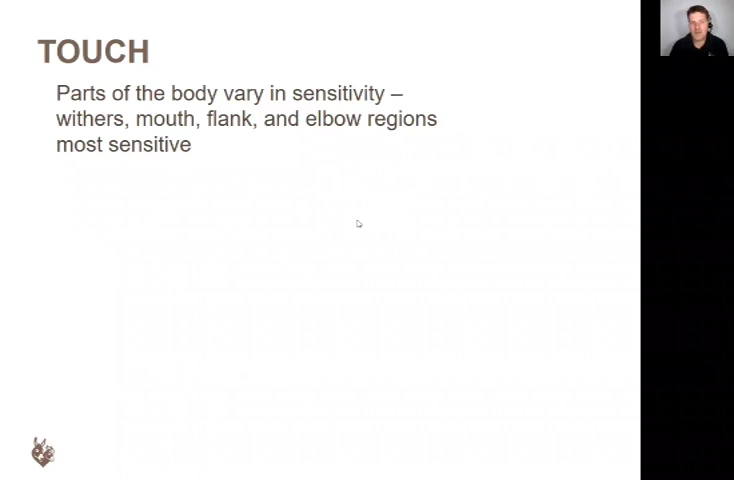 TOUCH
Parts of the body vary in sensitivity –
withers, mouth, flank, and elbow regions
most sensitive